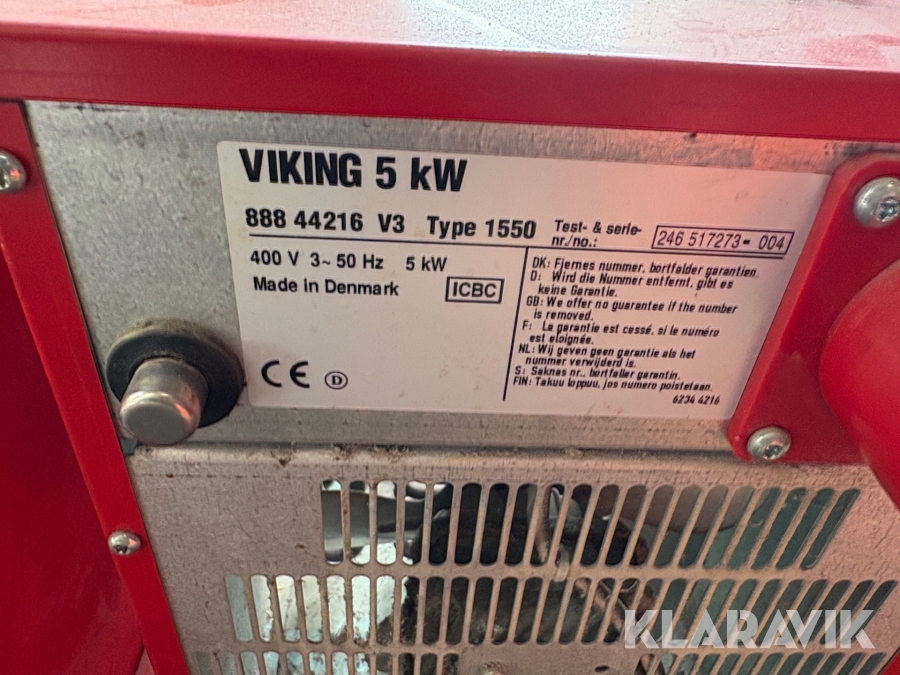 VIKING 5 kW
888 44216 V3 Type 1550
Test- & serie-
nr./no.:
246 517273- 004
400 V 3~ 50 Hz 5 kW
Made in Denmark
ICBC
CE D
DK: Fjernes nummer, bortfalder garantien.
D: Wird die Nummer entfernt, gibt es
keine Garantie.
GB: We offer no guarantee if the number
is removed.
F: La garantie est cessé, si le numéro
est eloignée.
NL: Wij geven geen garantie als het
nummer verwijderd is.
S: Saknas nr., bortfaller garantin.
FIN: Takuu loppuu, jos numero poistetaan.
6234 4216
KLARAVIK